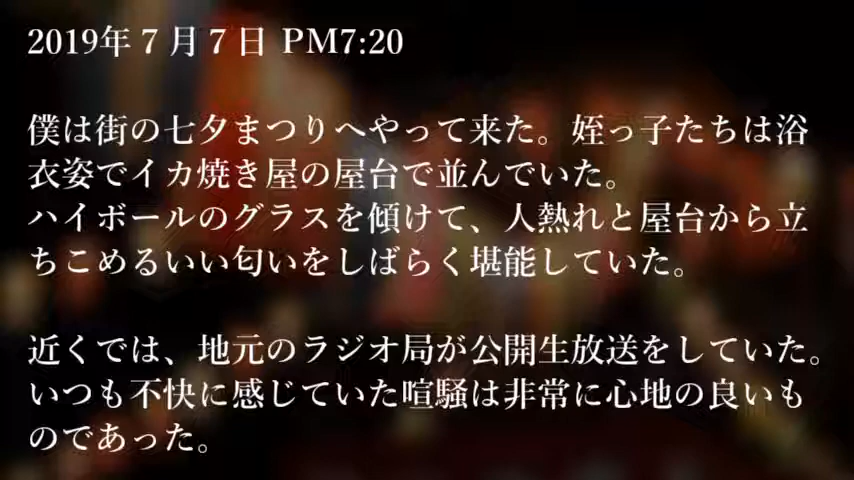 2019年７月７日 PM7:20
僕は街の七夕まつりへやって来た。姪っ子たちは浴
衣姿でイカ焼き屋の屋台で並んでいた。
ハイボールのグラスを傾けて、人熱れと屋台から立
ちこめるいい匂いをしばらく堪能していた。
近くでは、地元のラジオ局が公開生放送をしていた。
いつも不快に感じていた喧騒は非常に心地の良いも
のであった。